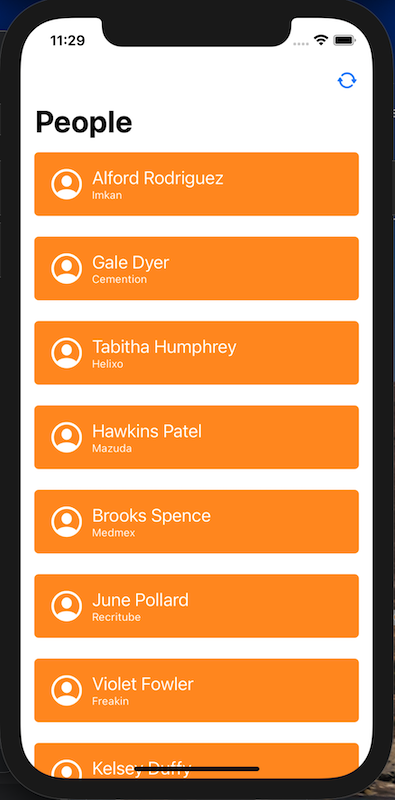 11:29
People
Alford Rodriguez
Imkan
Gale Dyer
Cemention
Tabitha Humphrey
Helixo
Hawkins Patel
Mazuda
Brooks Spence
Medmex
June Pollard
Recritube
Violet Fowler
Freakin
Kelsey Duffy